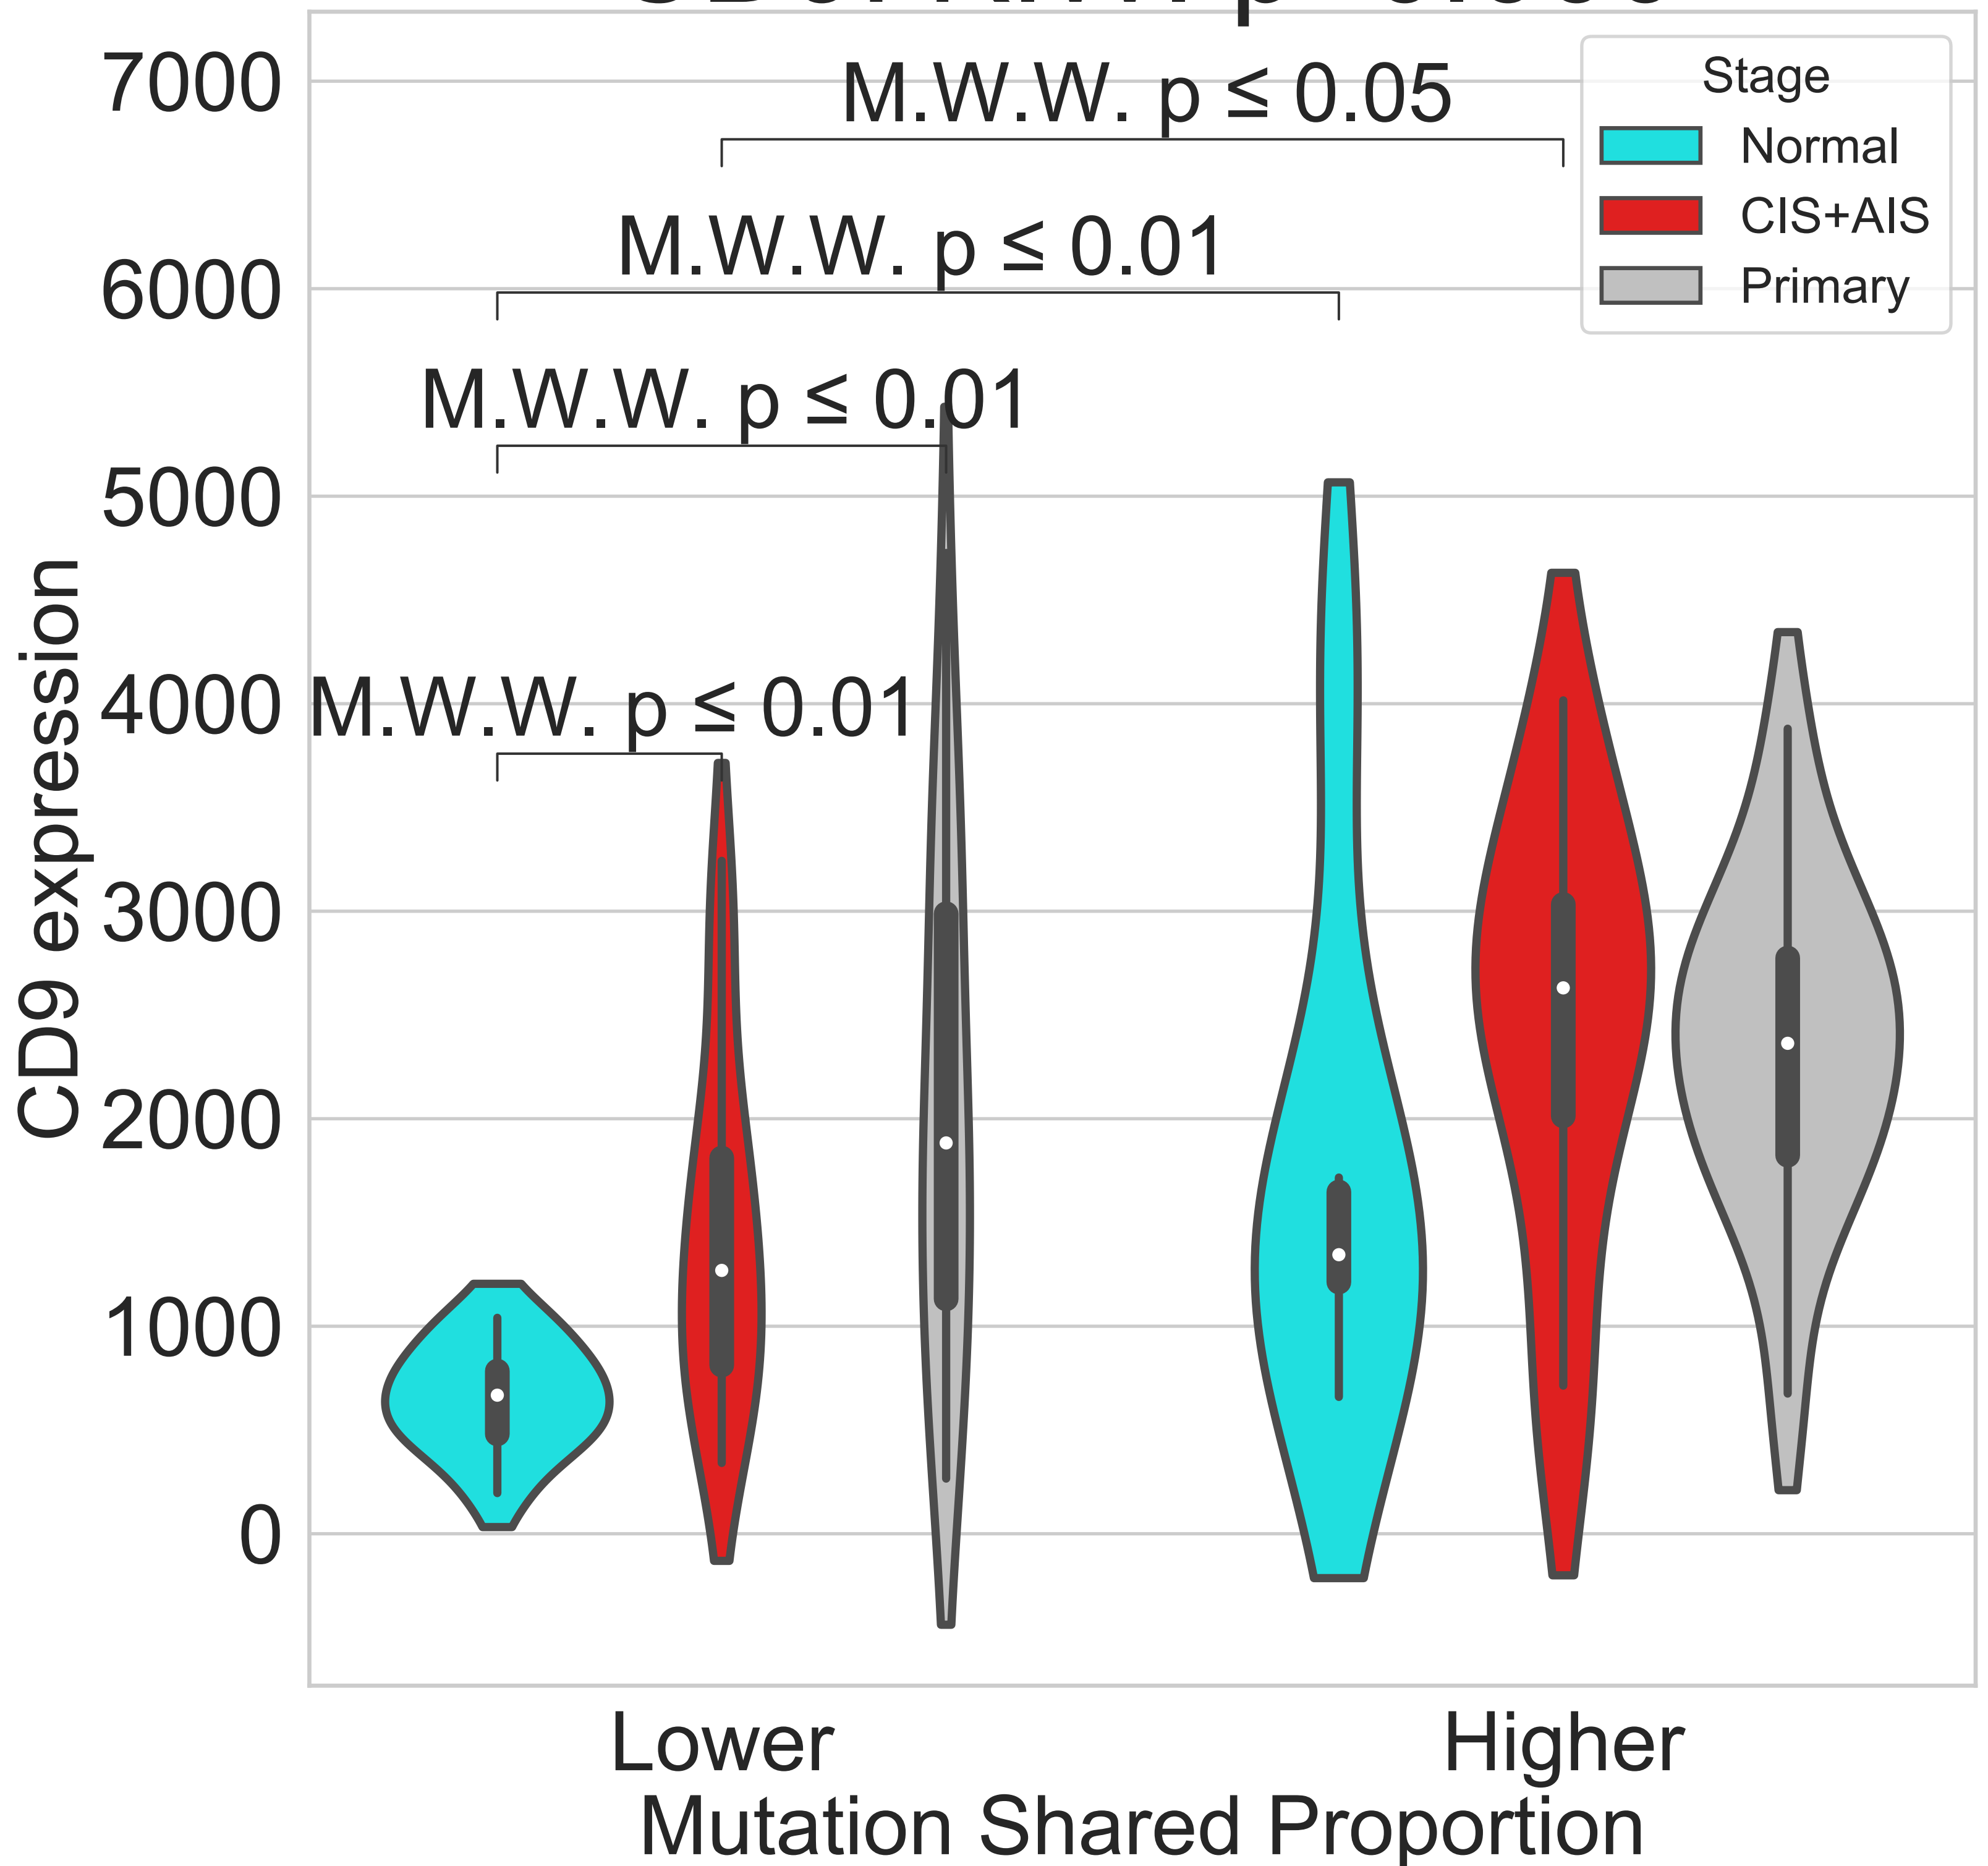 7000
6000
5000
4000
3000
2000
1000
0
CD9 expression
M.W.W. p ≤ 0.05
M.W.W. p ≤ 0.01
M.W.W. p ≤ 0.01
M.W.W. p ≤ 0.01
Stage
Normal
CIS+AIS
Primary
Lower
Higher
Mutation Shared Proportion